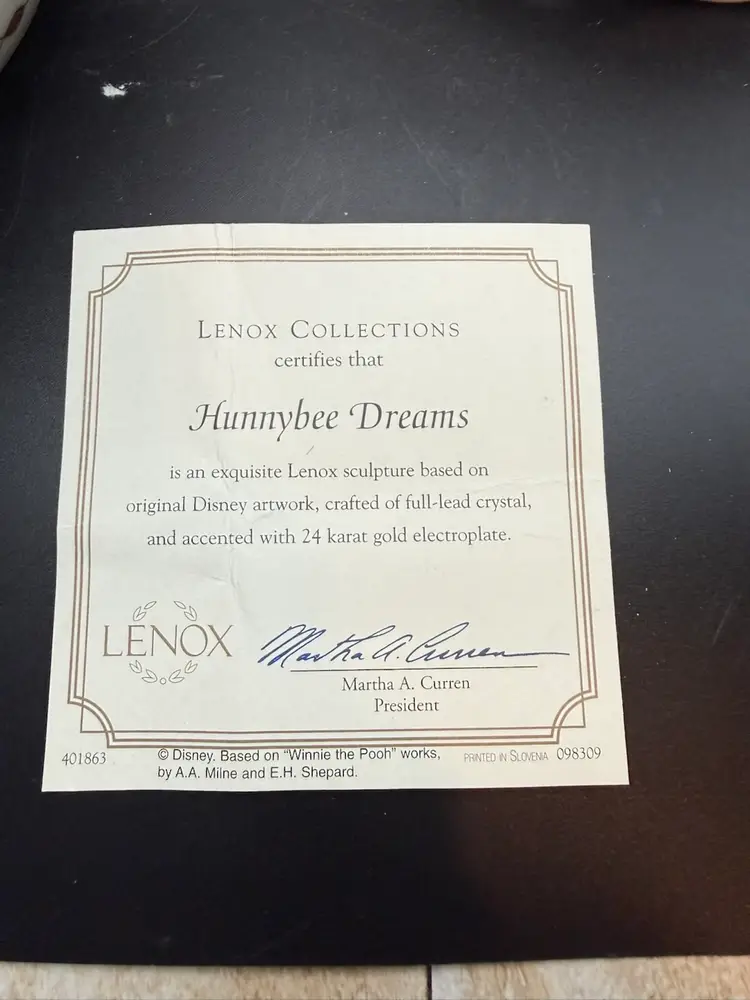 LENOX COLLECTIONS
certifies that
Hunnybee Dreams
is an exquisite Lenox sculpture based on
original Disney artwork, crafted of full-lead crystal,
and accented with 24 karat gold electroplate.
LENOX
Martha A. Curren
Martha A. Curren
President
401863
© Disney. Based on "Winnie the Pooh" works,
by A.A. Milne and E.H. Shepard.
PRINTED IN SLOVENIA 098309